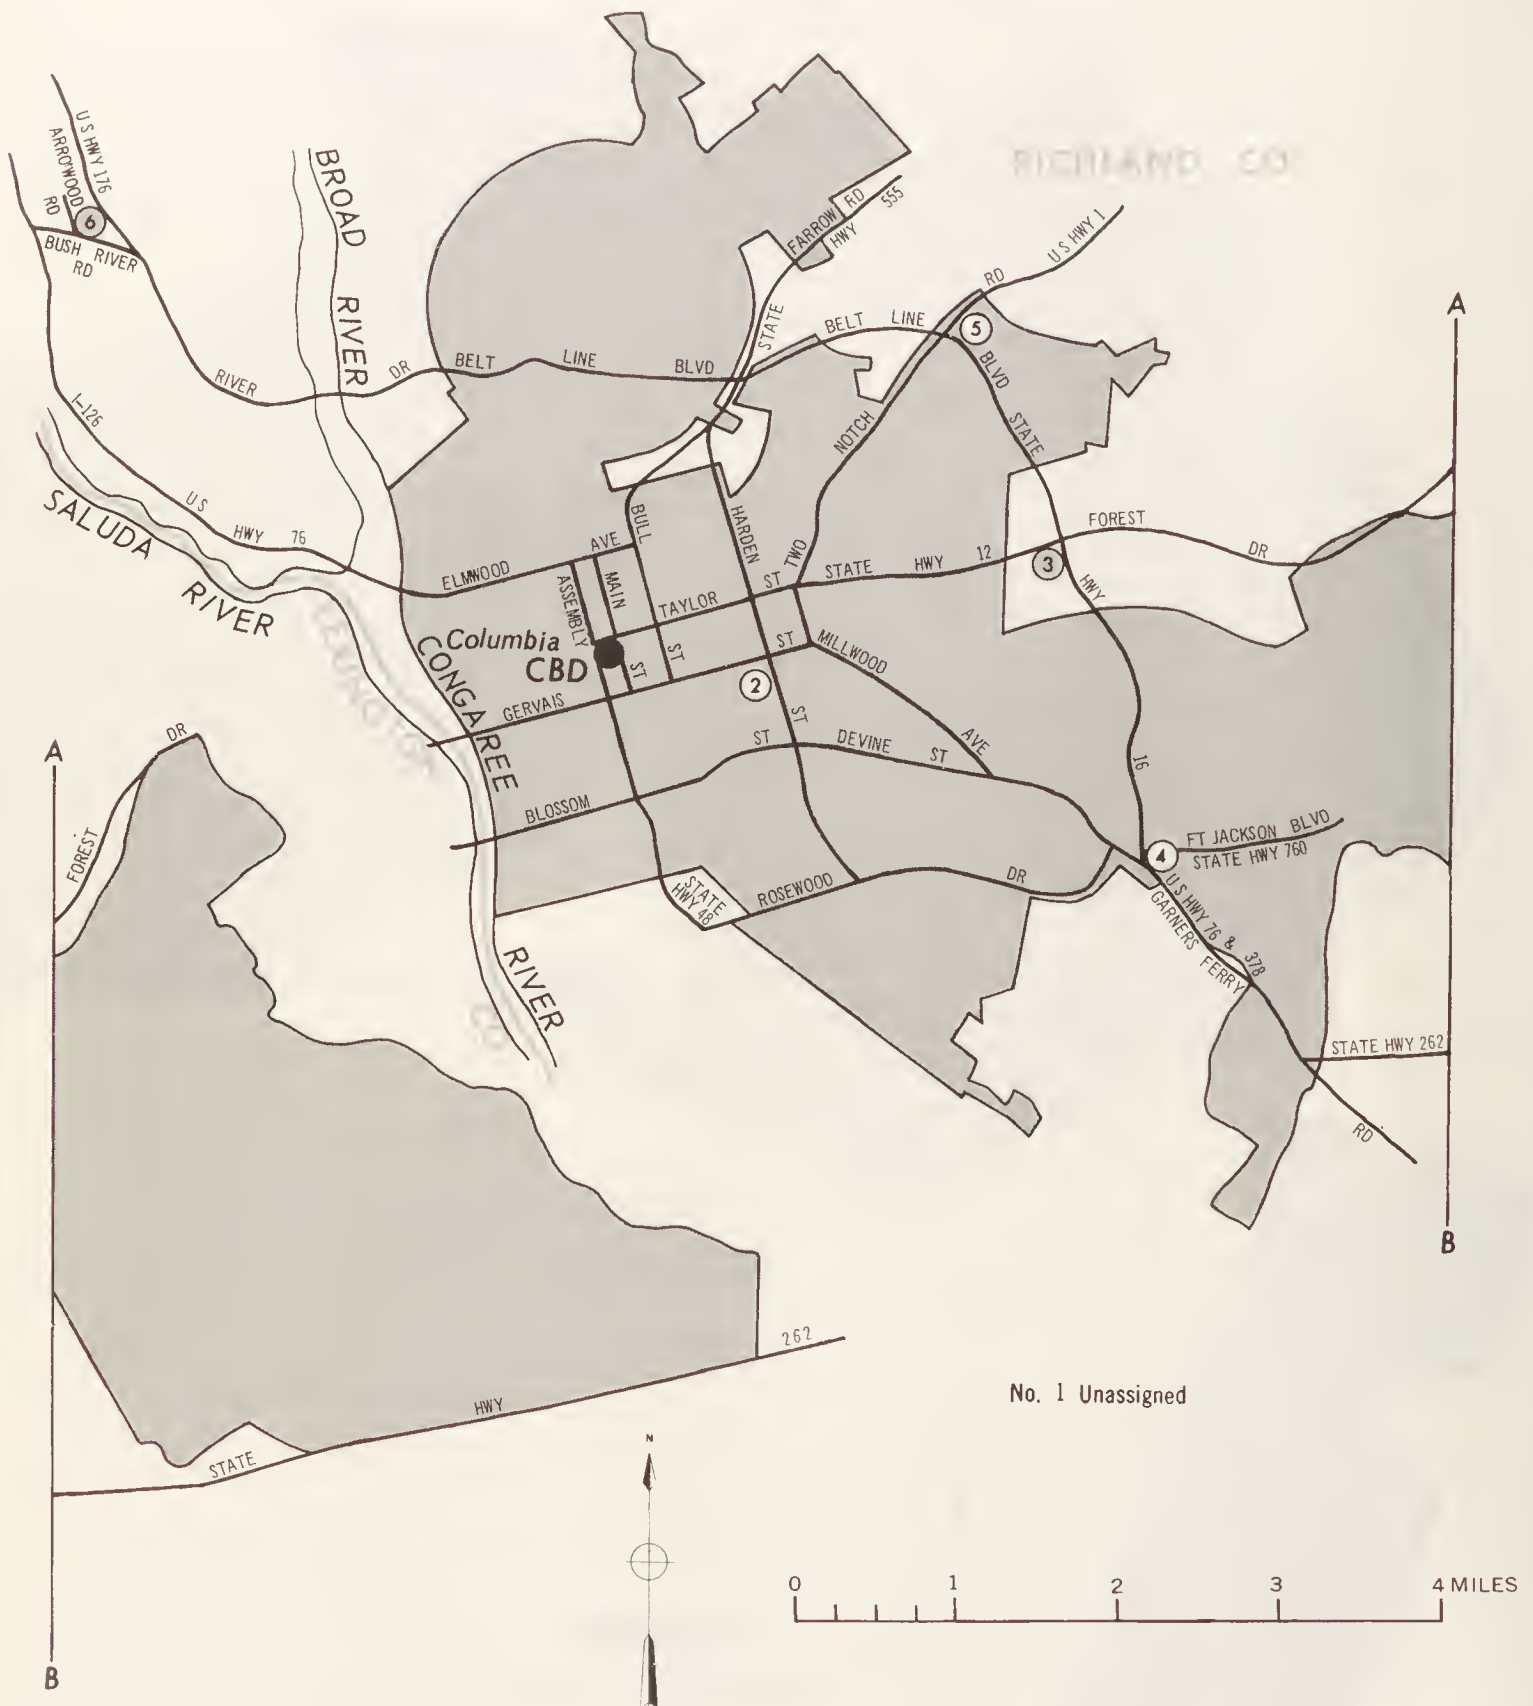 RICHLAND CO
US HWY 176
ARROWOOD
RD
6
BUSH RIVER
RD
BROAD RIVER
RIVER DR
BELT LINE BLVD
STATE
FARROW RD
HWY 555
BELT LINE BLVD
5
RD
US HWY 1
TWO NOTCH
STATE HWY 16
I-126
US HWY 76
SALUDA
RIVER
LEXINGTON
CO
ELMWOOD AVE
BULL ST
HARDEN ST
MAIN ST
ASSEMBLY
TAYLOR ST
STATE HWY 12
3
FOREST DR
Columbia
CBD
CONGAREE RIVER
GERVAIS ST
2
MILLWOOD AVE
BLOSSOM ST
DEVINE ST
4
FT JACKSON BLVD
STATE HWY 760
STATE
HWY 48
ROSEWOOD DR
US HWY 76 & 378
GARNERS FERRY RD
STATE HWY 262
A
B
A
FOREST DR
STATE HWY 262
B
No. 1 Unassigned
N
0 1 2 3 4 MILES